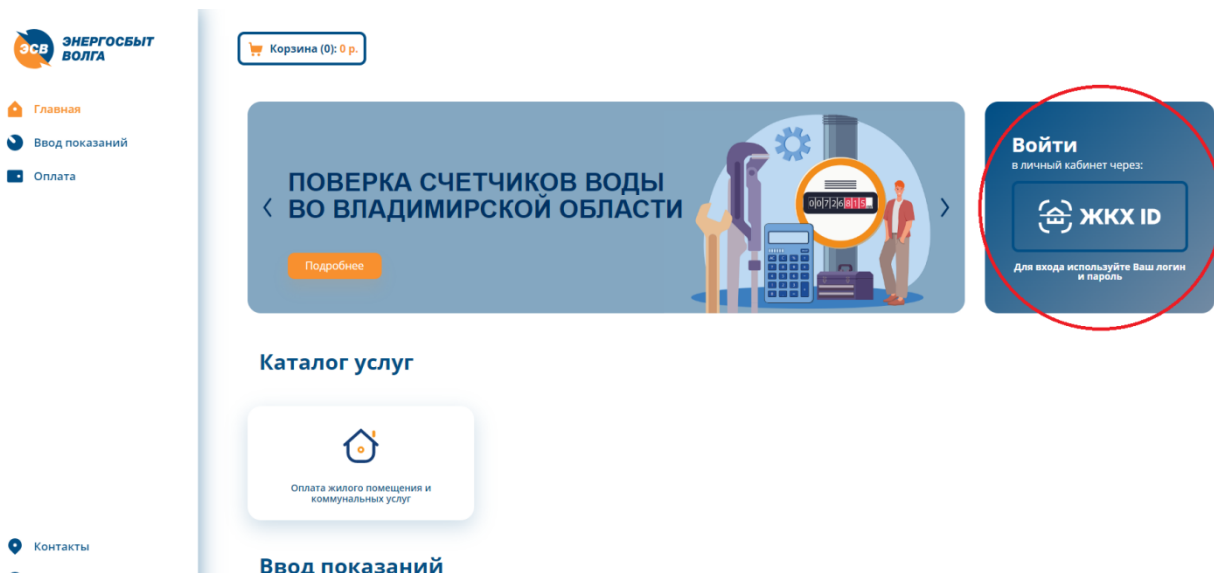 ЭСВ
ЭНЕРГОСБЫТ
ВОЛГА
Корзина (0): 0 р.
Главная
Ввод показаний
Оплата
ПОВЕРКА СЧЕТЧИКОВ ВОДЫ
ВО ВЛАДИМИРСКОЙ ОБЛАСТИ
Подробнее
00726815
Войти
в личный кабинет через:
ЖКХ ID
Для входа используйте Ваш логин
и пароль
Каталог услуг
Оплата жилого помещения и
коммунальных услуг
Контакты
Ввод показаний